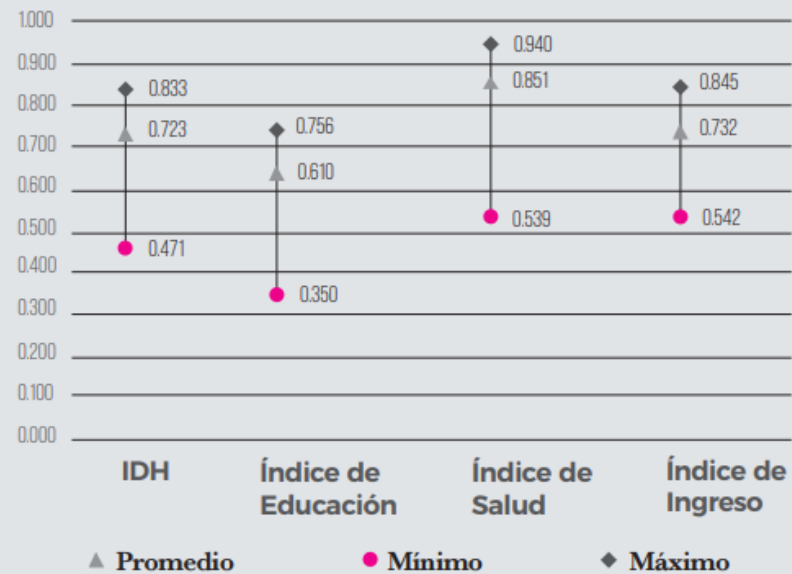 1.000
0.900
0.800
0.700
0.600
0.500
0.400
0.300
0.200
0.100
0.000
0.833
0.723
0.471
0.756
0.610
0.350
0.940
0.851
0.539
0.845
0.732
0.542
IDH
Índice de
Educación
Índice de
Salud
Índice de
Ingreso
Promedio
Mínimo
Máximo